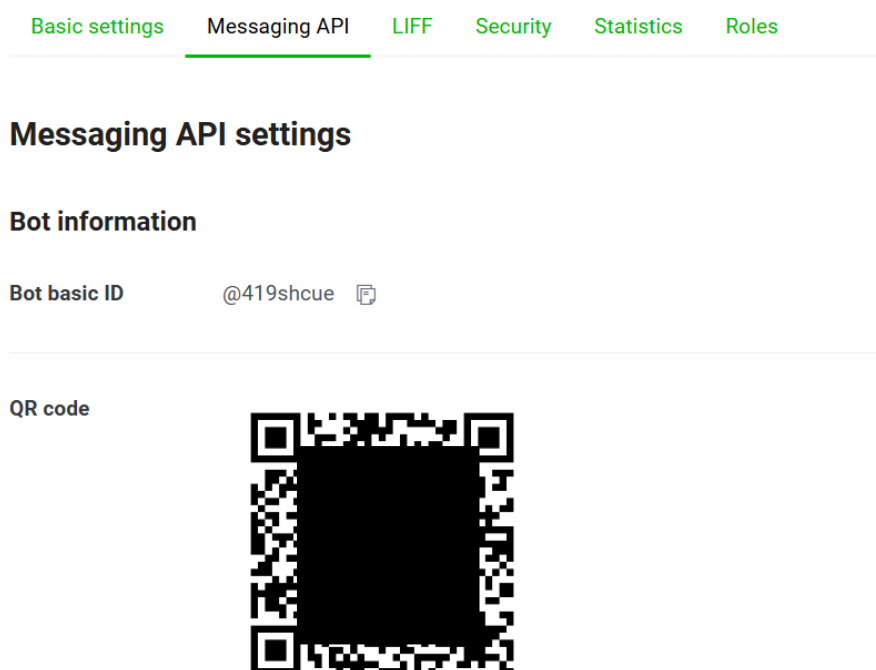 Basic settings Messaging API LIFF Security Statistics Roles
Messaging API settings
Bot information
Bot basic ID @419shcue
QR code